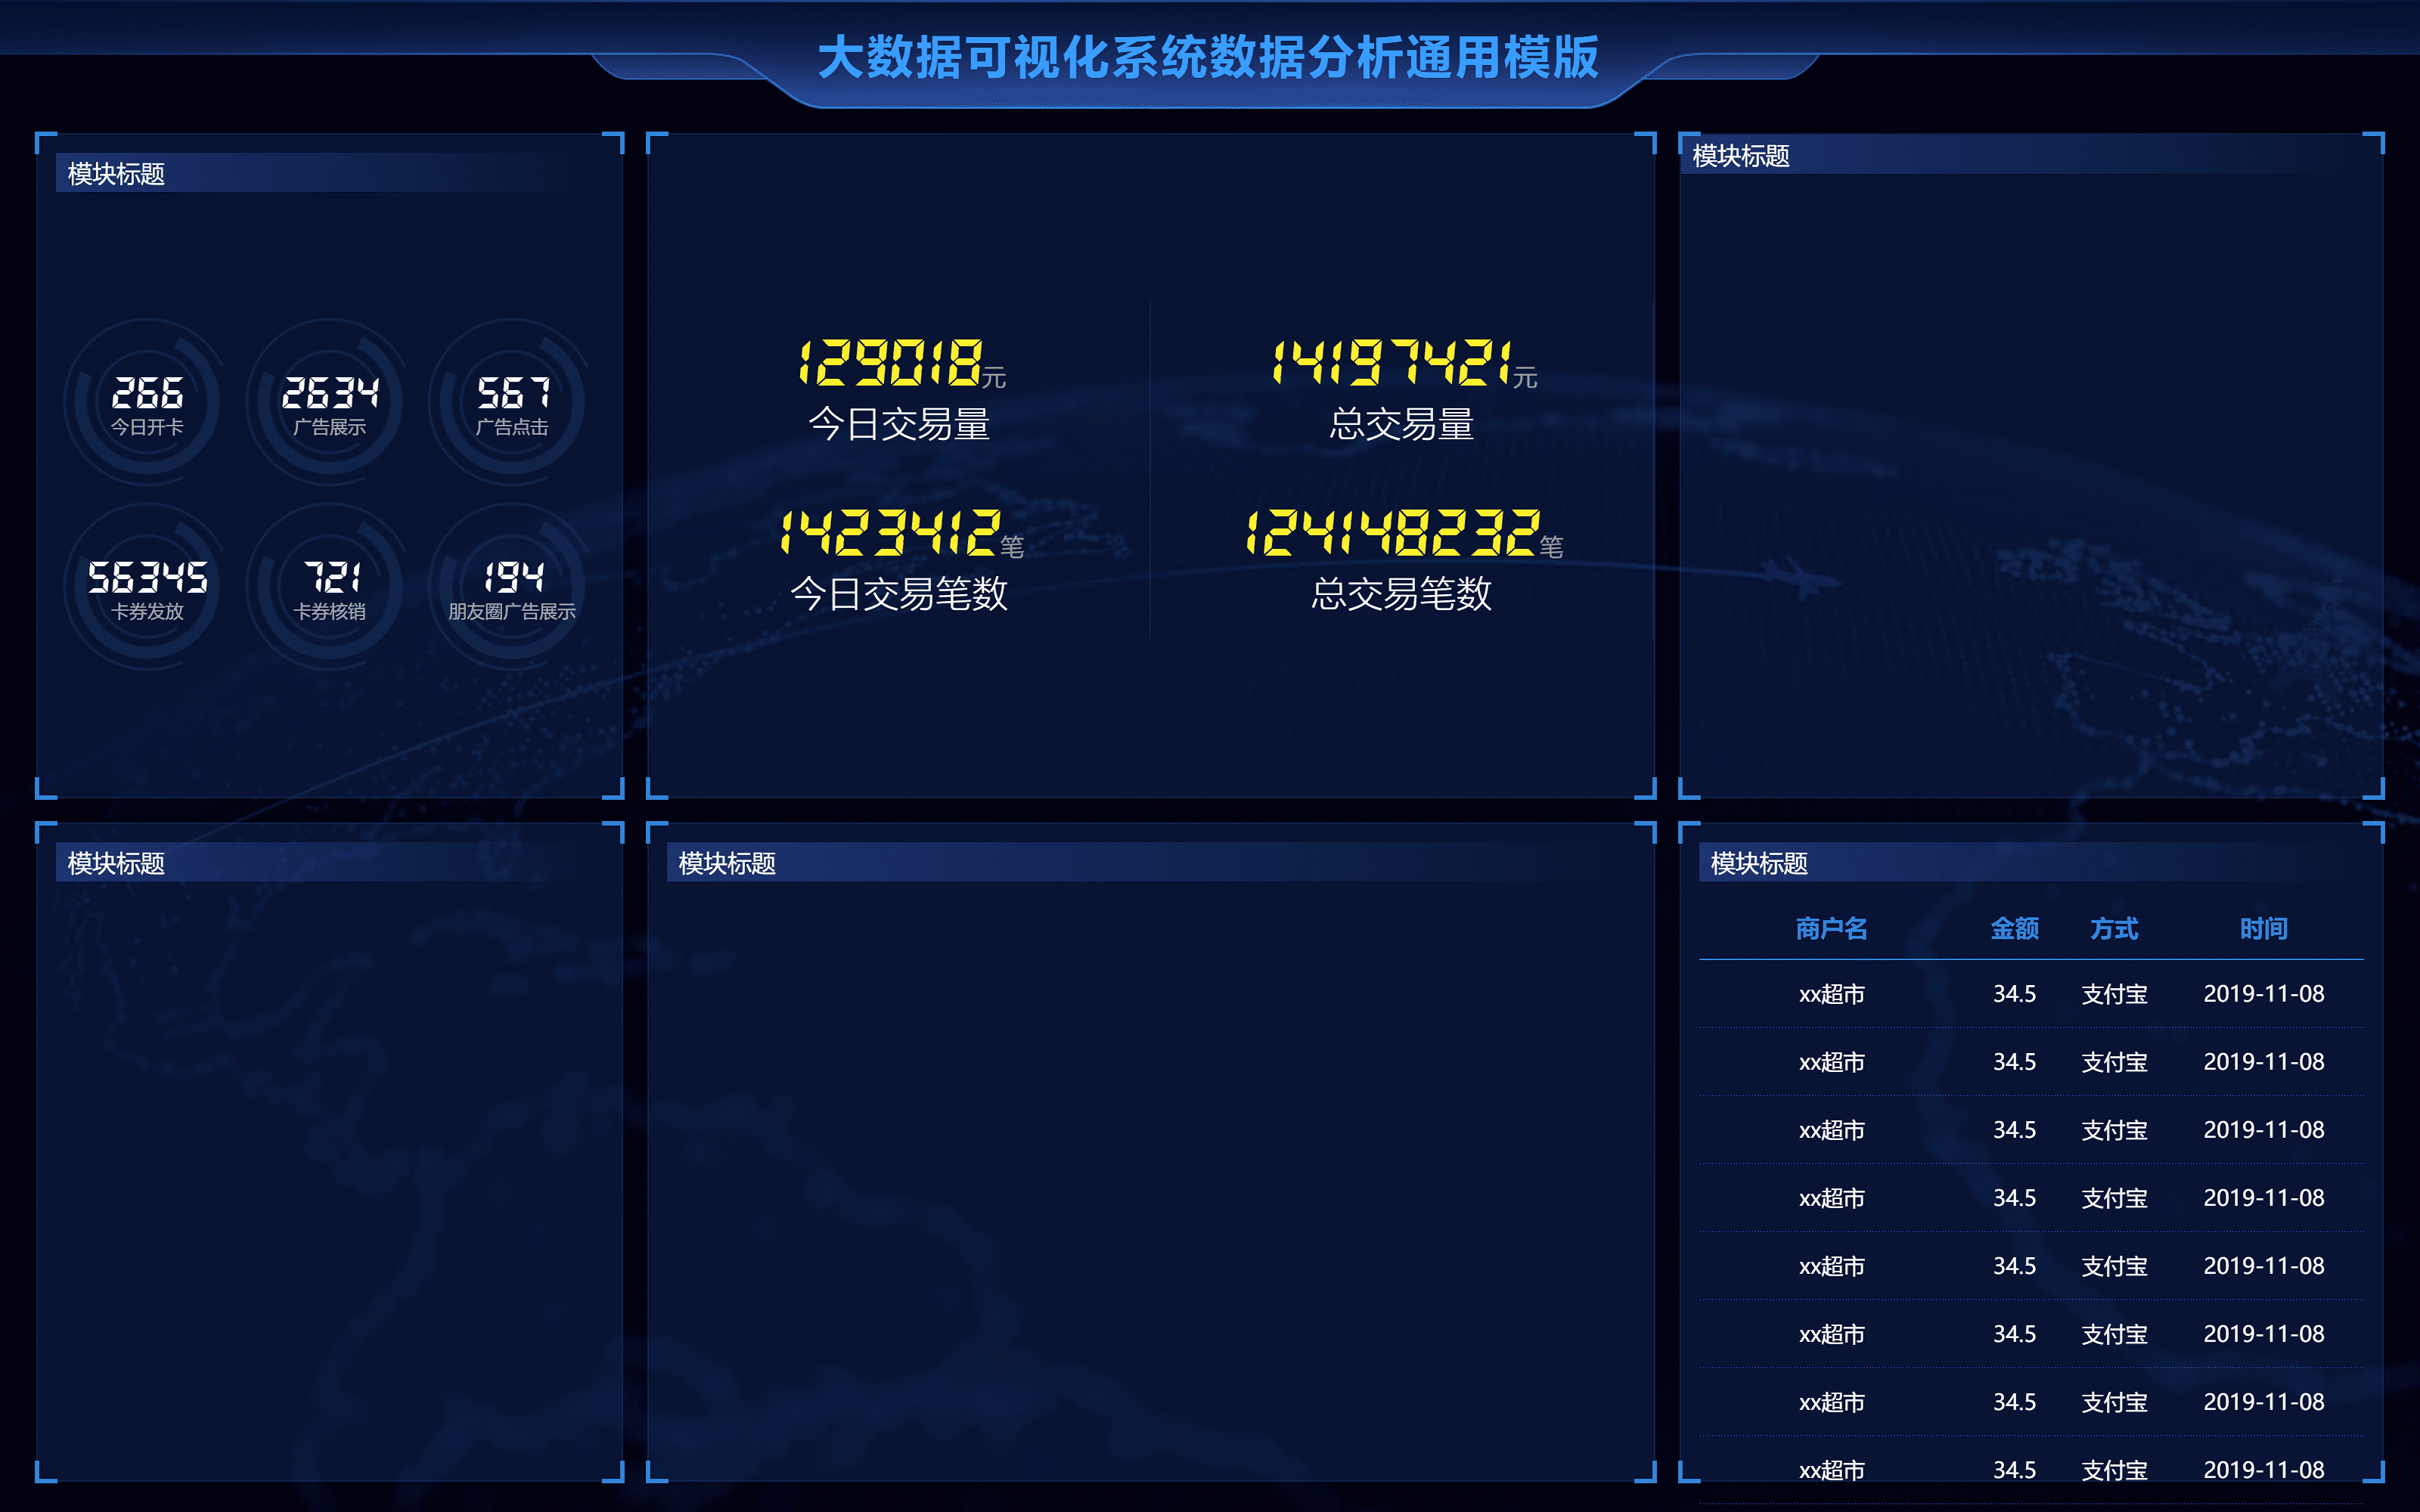 大数据可视化系统数据分析通用模版
模块标题
266
今日开卡
2634
广告展示
567
广告点击
56345
卡券发放
721
卡券核销
194
朋友圈广告展示
129018元
今日交易量
14197421元
总交易量
1423412笔
今日交易笔数
124148232笔
总交易笔数
模块标题
模块标题
模块标题
模块标题
商户名 金额 方式 时间
xx超市 34.5 支付宝 2019-11-08
xx超市 34.5 支付宝 2019-11-08
xx超市 34.5 支付宝 2019-11-08
xx超市 34.5 支付宝 2019-11-08
xx超市 34.5 支付宝 2019-11-08
xx超市 34.5 支付宝 2019-11-08
xx超市 34.5 支付宝 2019-11-08
xx超市 34.5 支付宝 2019-11-08